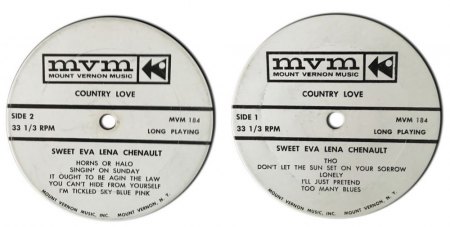 mvm
MOUNT VERNON MUSIC
COUNTRY LOVE
SIDE 2
MVM 184
33 1/3 RPM
LONG PLAYING
SWEET EVA LENA CHENAULT
HORNS OR HALO
SINGIN' ON SUNDAY
IT OUGHT TO BE AGIN THE LAW
YOU CAN'T HIDE FROM YOURSELF
I'M TICKLED SKY BLUE PINK
MOUNT VERNON MUSIC, INC. MOUNT VERNON, N. Y.
mvm
MOUNT VERNON MUSIC
COUNTRY LOVE
SIDE 1
MVM 184
33 1/3 RPM
LONG PLAYING
SWEET EVA LENA CHENAULT
THO
DON'T LET THE SUN SET ON YOUR SORROW
LONELY
I'LL JUST PRETEND
TOO MANY BLUES
MOUNT VERNON MUSIC, INC. MOUNT VERNON, N. Y.